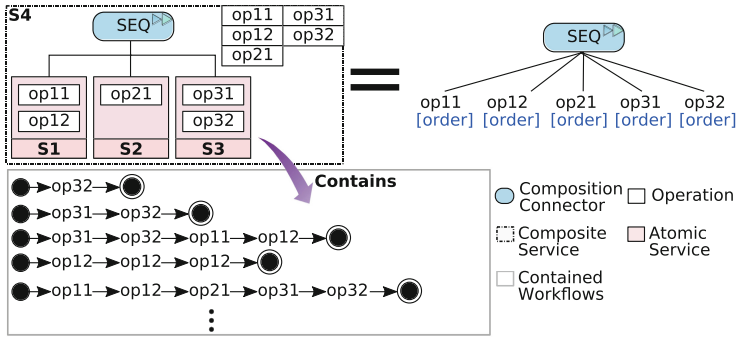 S4
SEQ
op11 op31
op12 op32
op21
op11
op12
S1
op21
S2
op31
op32
S3
=
SEQ
op11 op12 op21 op31 op32
[order] [order] [order] [order] [order]
Contains
op32
op31 op32
op31 op32 op11 op12
op12 op12 op12
op11 op12 op21 op31 op32
Composition
Connector
Operation
Composite
Service
Atomic
Service
Contained
Workflows